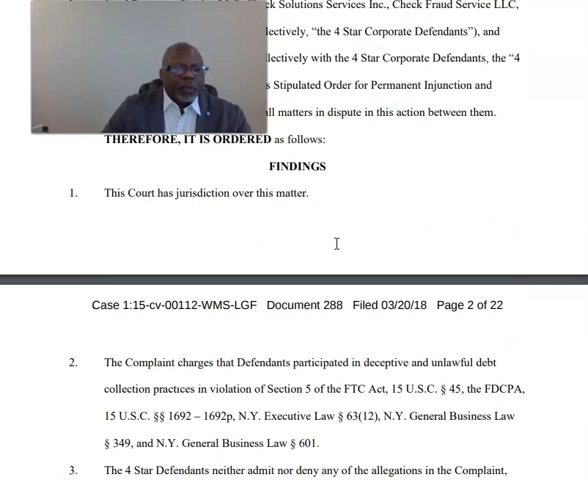 ck Solutions Services Inc., Check Fraud Service LLC,
lectively, “the 4 Star Corporate Defendants”), and
lectively with the 4 Star Corporate Defendants, the “4
s Stipulated Order for Permanent Injunction and
all matters in dispute in this action between them.
THEREFORE, IT IS ORDERED as follows:
FINDINGS
1. This Court has jurisdiction over this matter.
Case 1:15-cv-00112-WMS-LGF Document 288 Filed 03/20/18 Page 2 of 22
2. The Complaint charges that Defendants participated in deceptive and unlawful debt
collection practices in violation of Section 5 of the FTC Act, 15 U.S.C. § 45, the FDCPA,
15 U.S.C. §§ 1692 – 1692p, N.Y. Executive Law § 63(12), N.Y. General Business Law
§ 349, and N.Y. General Business Law § 601.
3. The 4 Star Defendants neither admit nor deny any of the allegations in the Complaint,